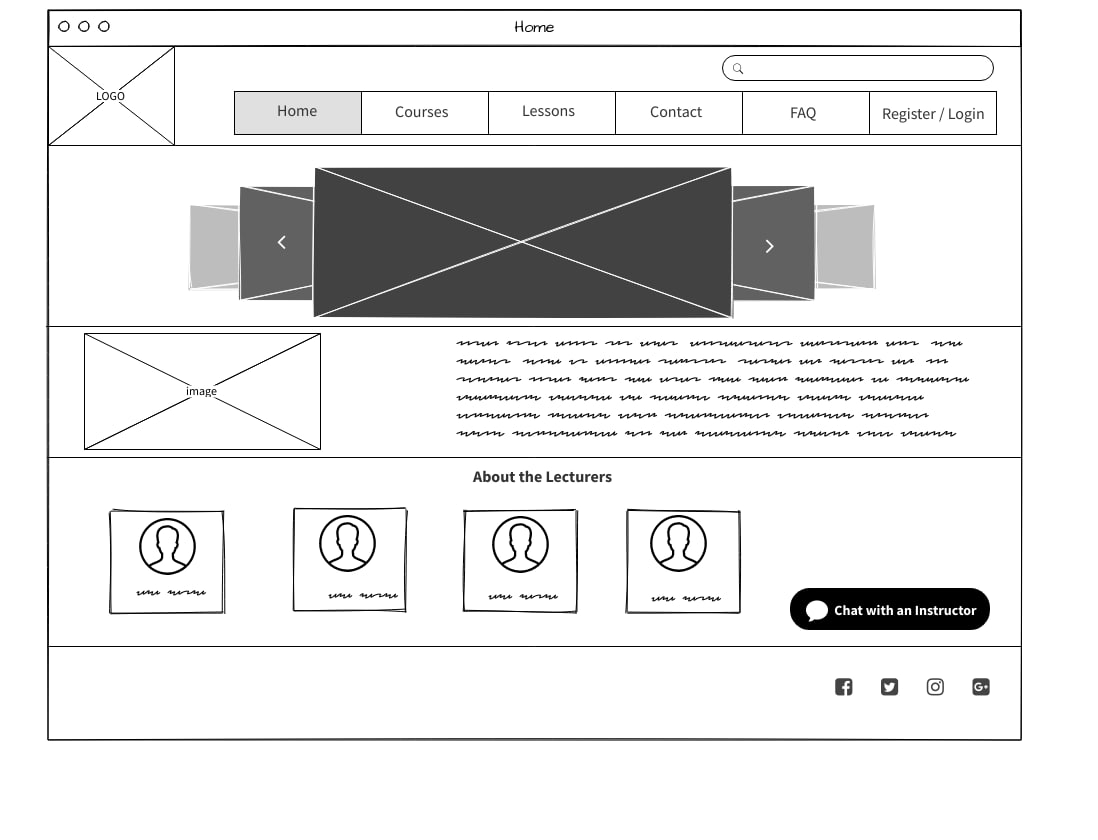 Home
LOGO
Home
Courses
Lessons
Contact
FAQ
Register / Login
image
About the Lecturers
Chat with an Instructor